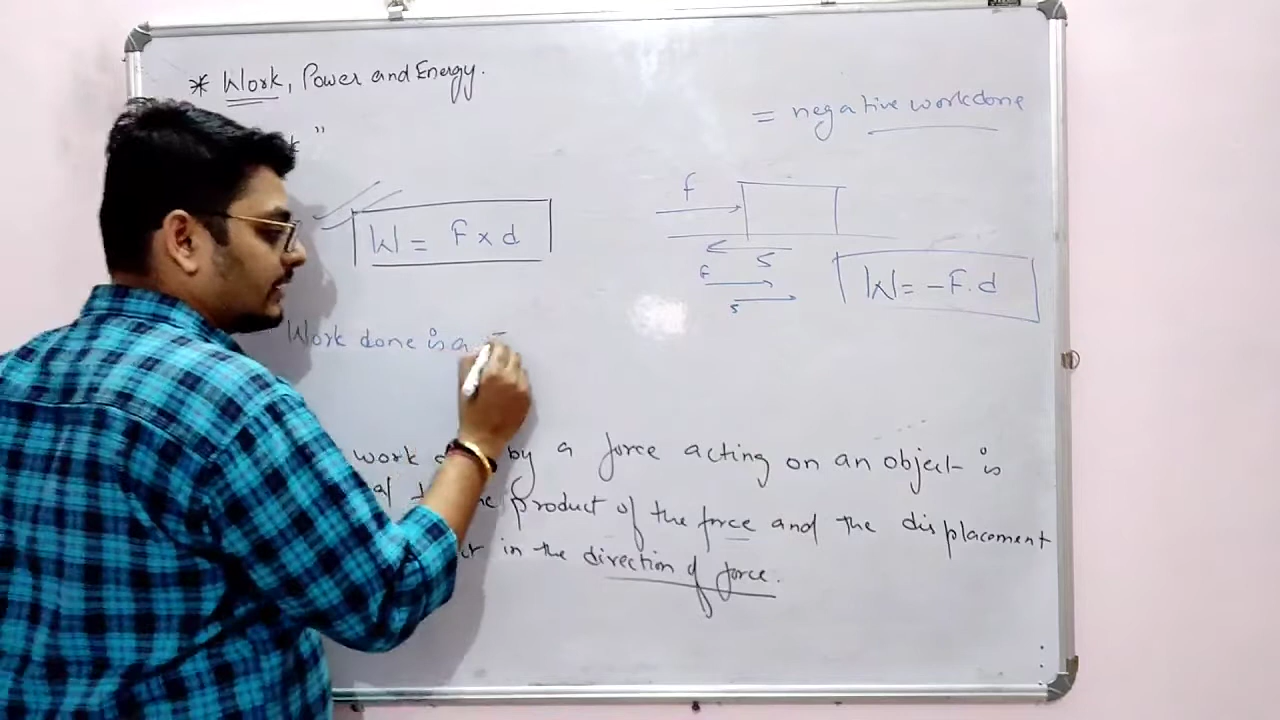 * Work, Power and Energy.
= negative workdone
"
F
W = F x d
S
F
W = -F.d
s
Work done is a
work by a force acting on an object is
product of the force and the displacement
in the direction of force.